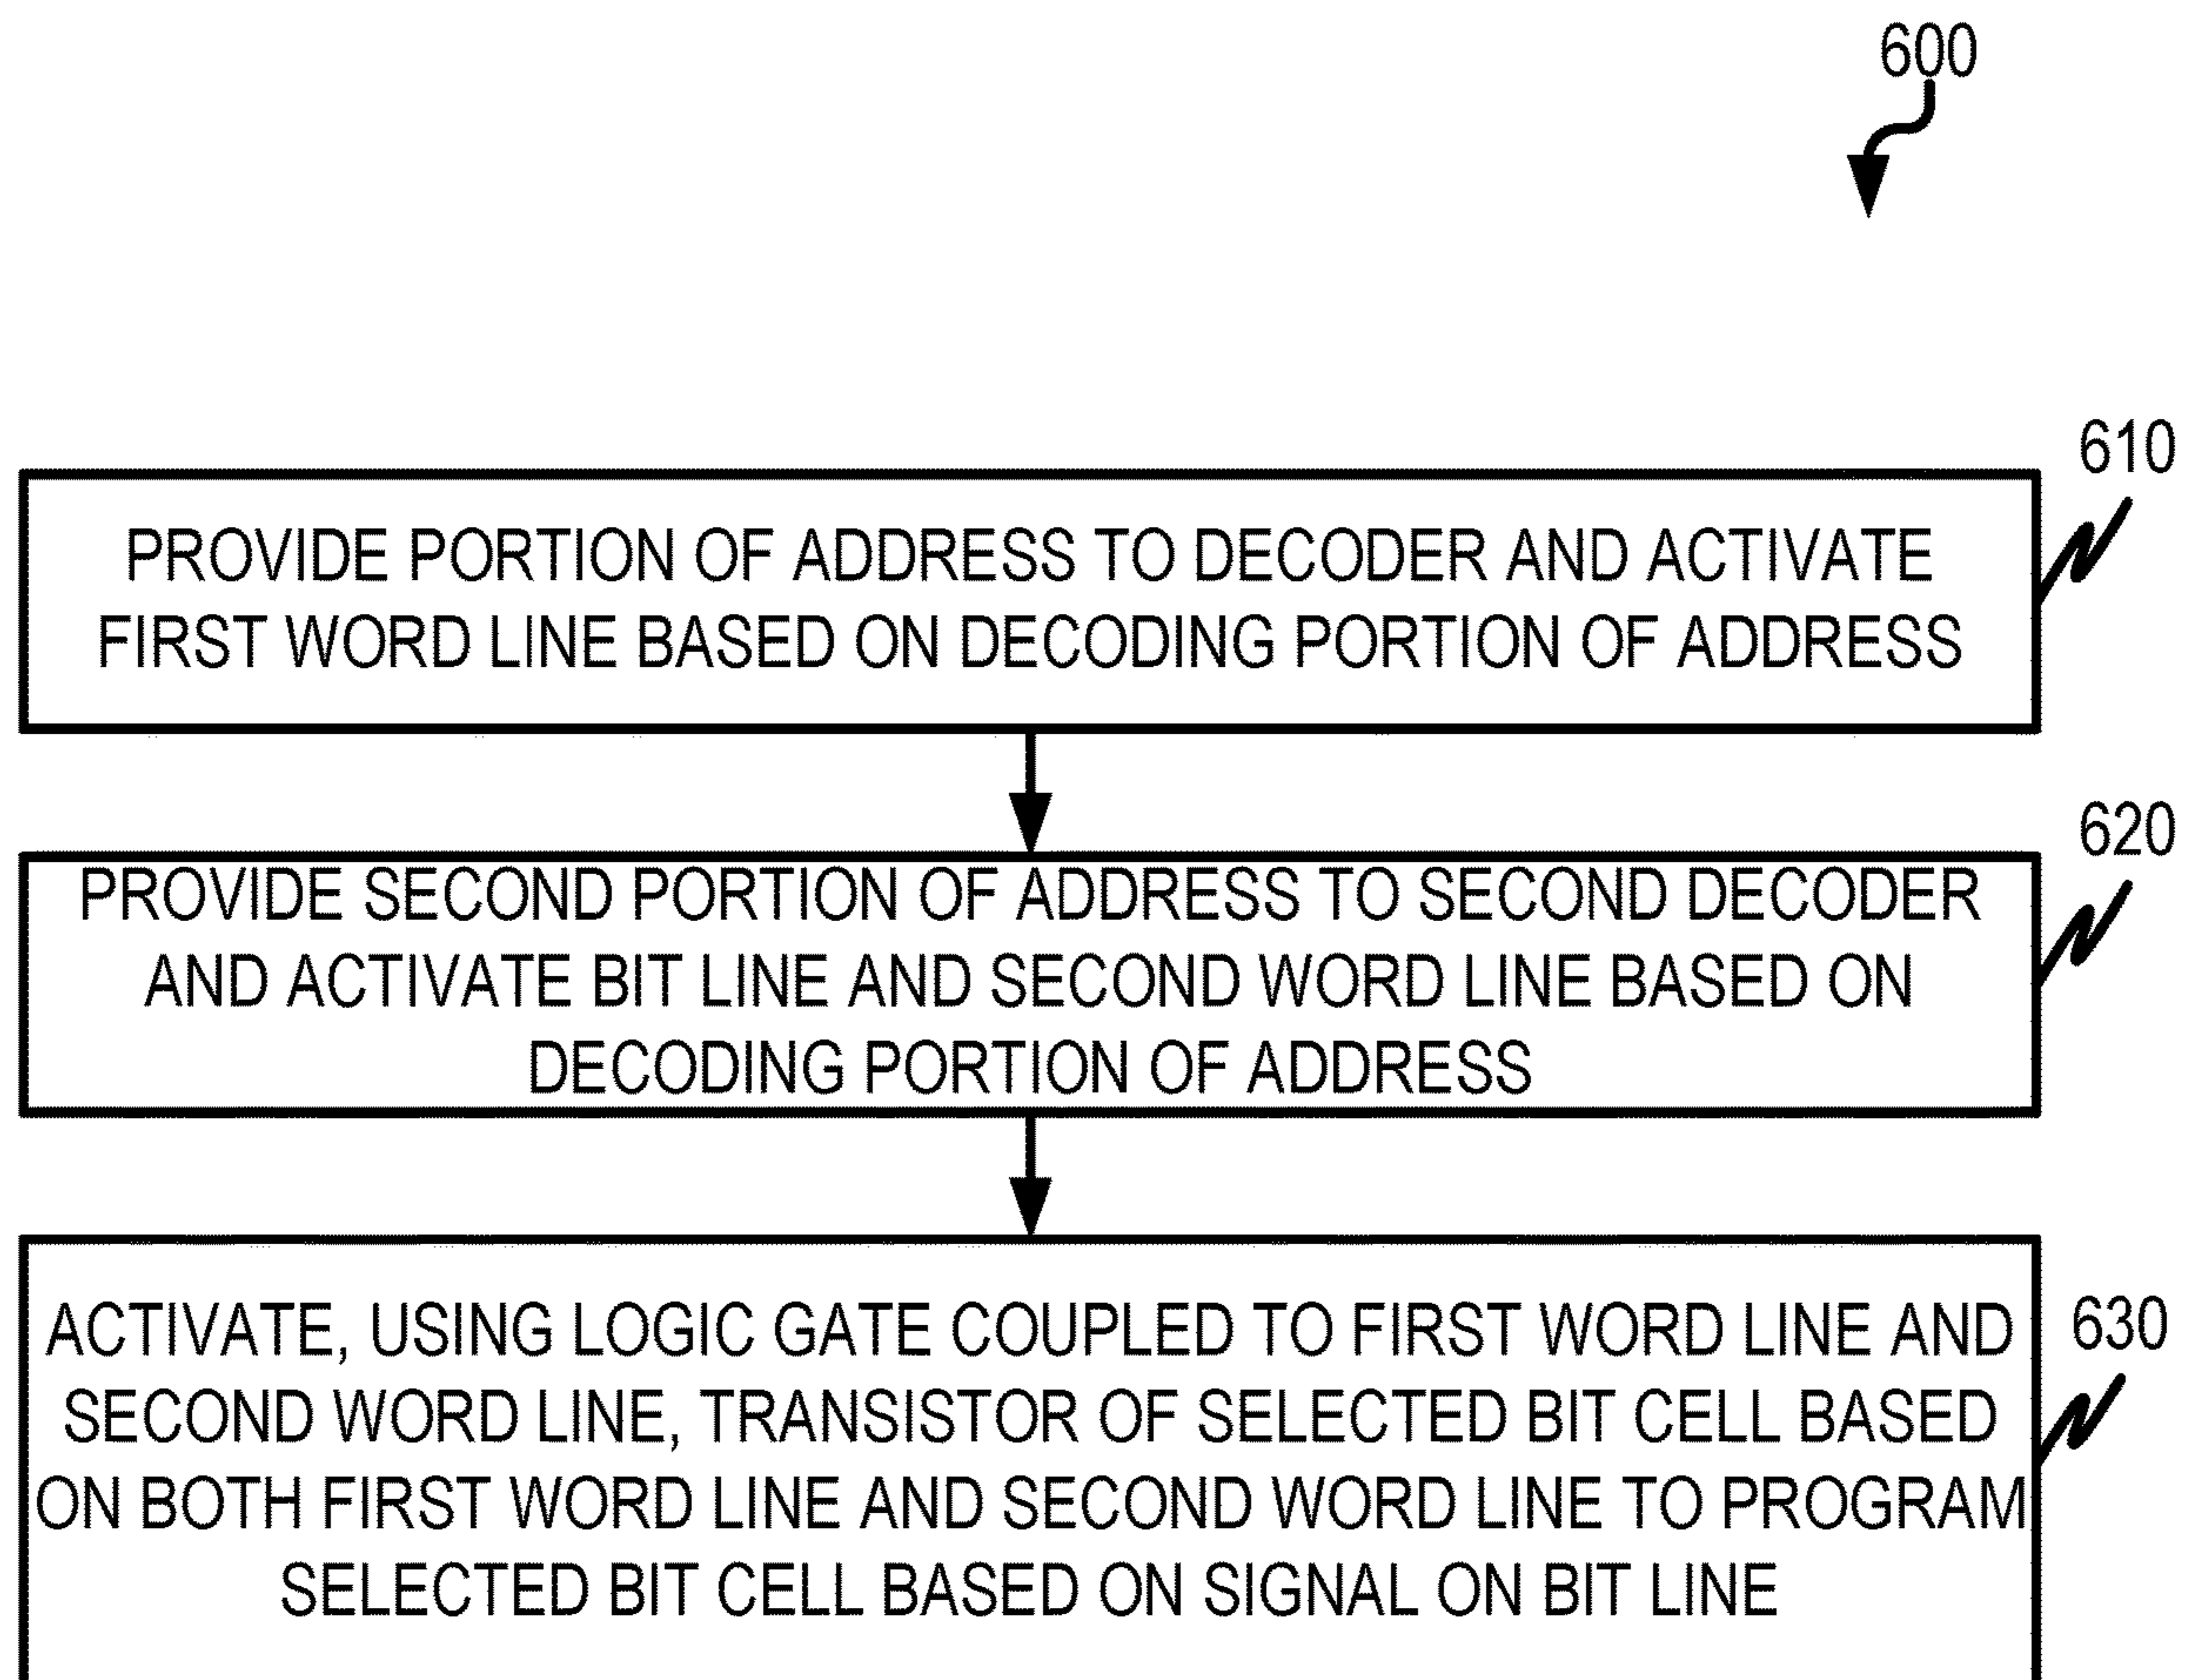 600
610
PROVIDE PORTION OF ADDRESS TO DECODER AND ACTIVATE
FIRST WORD LINE BASED ON DECODING PORTION OF ADDRESS
620
PROVIDE SECOND PORTION OF ADDRESS TO SECOND DECODER
AND ACTIVATE BIT LINE AND SECOND WORD LINE BASED ON
DECODING PORTION OF ADDRESS
630
ACTIVATE, USING LOGIC GATE COUPLED TO FIRST WORD LINE AND
SECOND WORD LINE, TRANSISTOR OF SELECTED BIT CELL BASED
ON BOTH FIRST WORD LINE AND SECOND WORD LINE TO PROGRAM
SELECTED BIT CELL BASED ON SIGNAL ON BIT LINE